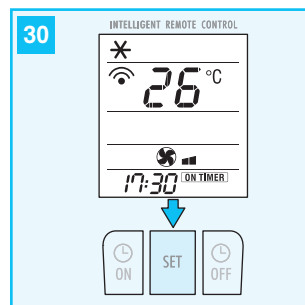 30
INTELLIGENT REMOTE CONTROL
26 °C
17:30 ON TIMER
ON SET OFF